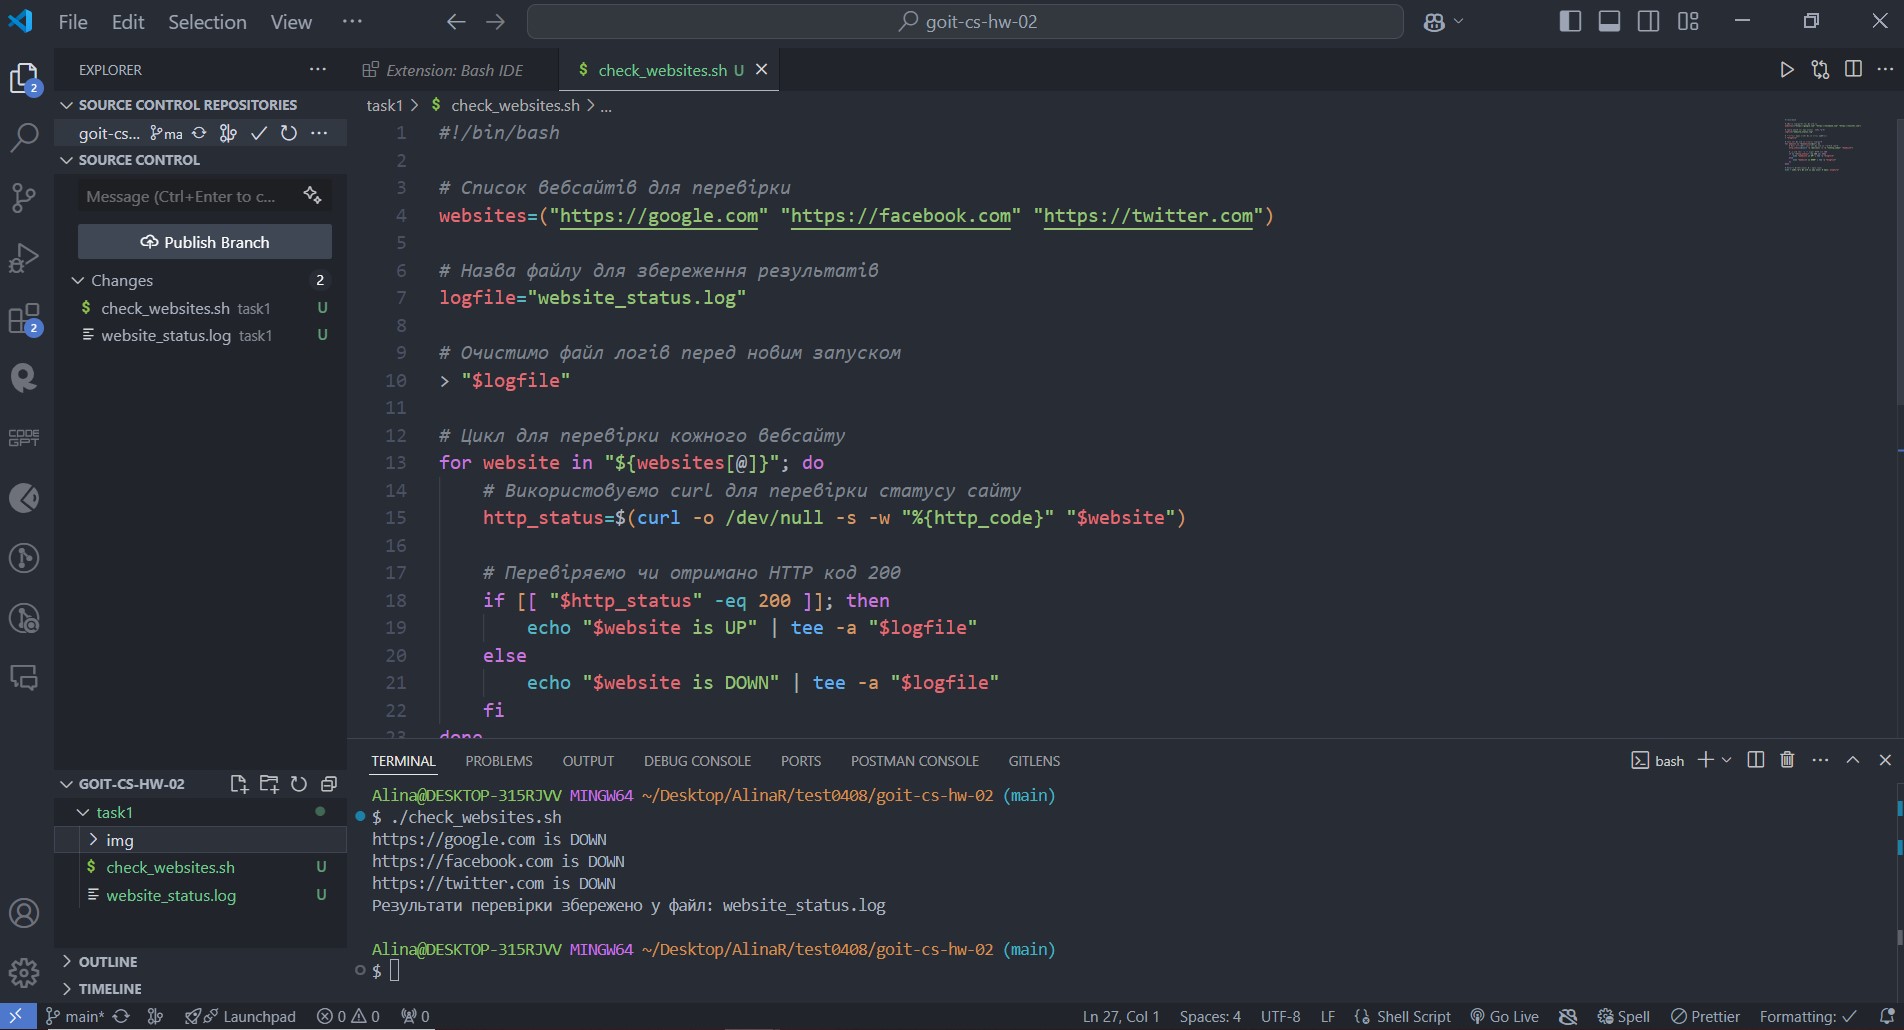 File Edit Selection View ··· goit-cs-hw-02
EXPLORER ···
SOURCE CONTROL REPOSITORIES
goit-cs... ma ···
SOURCE CONTROL
Message (Ctrl+Enter to c...
Publish Branch
Changes 2
check_websites.sh task1 U
website_status.log task1 U
2
2
CODE
GPT
GOIT-CS-HW-02
task1
img
check_websites.sh U
website_status.log U
OUTLINE
TIMELINE
Extension: Bash IDE $ check_websites.sh U
task1 > $ check_websites.sh > ...
1 #!/bin/bash
2
3 # Список вебсайтів для перевірки
4 websites=("https://google.com" "https://facebook.com" "https://twitter.com")
5
6 # Назва файлу для збереження результатів
7 logfile="website_status.log"
8
9 # Очистимо файл логів перед новим запуском
10 > "$logfile"
11
12 # Цикл для перевірки кожного вебсайту
13 for website in "${websites[@]}"; do
14 # Використовуємо curl для перевірки статусу сайту
15 http_status=$(curl -o /dev/null -s -w "%{http_code}" "$website")
16
17 # Перевіряємо чи отримано HTTP код 200
18 if [[ "$http_status" -eq 200 ]]; then
19 echo "$website is UP" | tee -a "$logfile"
20 else
21 echo "$website is DOWN" | tee -a "$logfile"
22 fi
23 done
TERMINAL PROBLEMS OUTPUT DEBUG CONSOLE PORTS POSTMAN CONSOLE GITLENS bash
Alina@DESKTOP-315RJVV MINGW64 ~/Desktop/AlinaR/test0408/goit-cs-hw-02 (main)
$ ./check_websites.sh
https://google.com is DOWN
https://facebook.com is DOWN
https://twitter.com is DOWN
Результати перевірки збережено у файл: website_status.log
Alina@DESKTOP-315RJVV MINGW64 ~/Desktop/AlinaR/test0408/goit-cs-hw-02 (main)
$
main* Launchpad 0 0 0 Ln 27, Col 1 Spaces: 4 UTF-8 LF Shell Script Go Live Spell Prettier Formatting: